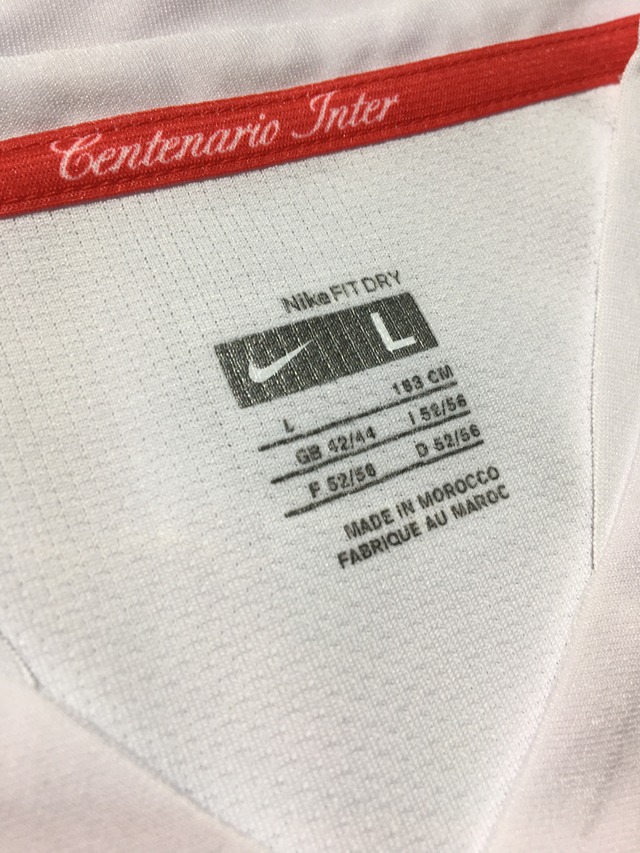 Centenario Inter
Nike FIT DRY
L
L 183 CM
GB 42/44 I 52/56
F 52/56 D 52/56
MADE IN MOROCCO
FABRIQUE AU MAROC